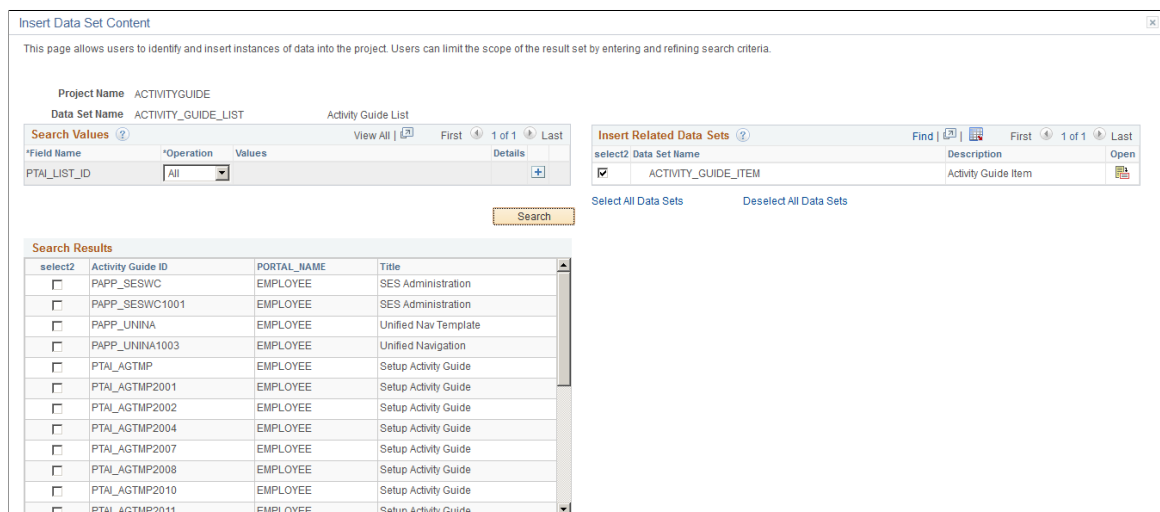 Insert Data Set Content
This page allows users to identify and insert instances of data into the project. Users can limit the scope of the result set by entering and refining search criteria.
Project Name ACTIVITYGUIDE
Data Set Name ACTIVITY_GUIDE_LIST Activity Guide List
Search Values View All | First 1 of 1 Last
*Field Name *Operation Values Details
PTAI_LIST_ID All
Search
Insert Related Data Sets Find | | First 1 of 1 Last
select2 Data Set Name Description Open
ACTIVITY_GUIDE_ITEM Activity Guide Item
Select All Data Sets Deselect All Data Sets
Search Results
select2 Activity Guide ID PORTAL_NAME Title
PAPP_SESWC EMPLOYEE SES Administration
PAPP_SESWC1001 EMPLOYEE SES Administration
PAPP_UNINA EMPLOYEE Unified Nav Template
PAPP_UNINA1003 EMPLOYEE Unified Navigation
PTAI_AGTMP EMPLOYEE Setup Activity Guide
PTAI_AGTMP2001 EMPLOYEE Setup Activity Guide
PTAI_AGTMP2002 EMPLOYEE Setup Activity Guide
PTAI_AGTMP2004 EMPLOYEE Setup Activity Guide
PTAI_AGTMP2007 EMPLOYEE Setup Activity Guide
PTAI_AGTMP2008 EMPLOYEE Setup Activity Guide
PTAI_AGTMP2010 EMPLOYEE Setup Activity Guide
PTAI_AGTMP2011 EMPLOYEE Setup Activity Guide